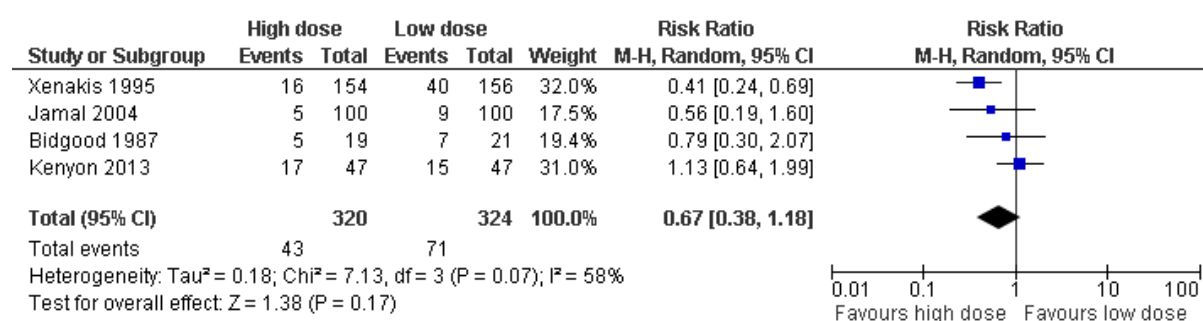 High dose Low dose Risk Ratio Risk Ratio
Study or Subgroup Events Total Events Total Weight M-H, Random, 95% CI M-H, Random, 95% CI
Xenakis 1995 16 154 40 156 32.0% 0.41 [0.24, 0.69]
Jamal 2004 5 100 9 100 17.5% 0.56 [0.19, 1.60]
Bidgood 1987 5 19 7 21 19.4% 0.79 [0.30, 2.07]
Kenyon 2013 17 47 15 47 31.0% 1.13 [0.64, 1.99]
Total (95% CI) 320 324 100.0% 0.67 [0.38, 1.18]
Total events 43 71
Heterogeneity: Tau² = 0.18; Chi² = 7.13, df = 3 (P = 0.07); I² = 58%
Test for overall effect: Z = 1.38 (P = 0.17)
0.01 0.1 1 10 100
Favours high dose Favours low dose